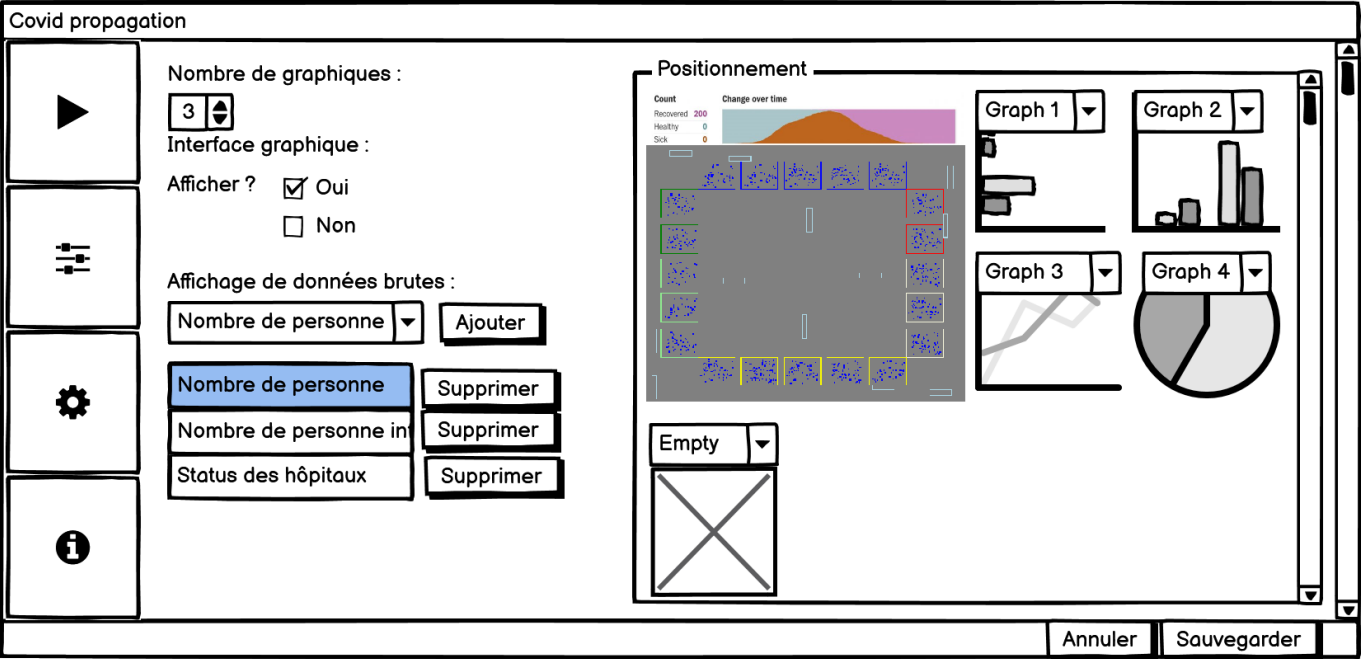 Covid propagation
Nombre de graphiques :
3
Interface graphique :
Afficher ?
Oui
Non
Affichage de données brutes :
Nombre de personne
Ajouter
Nombre de personne
Supprimer
Nombre de personne
Supprimer
Status des hôpitaux
Supprimer
Positionnement
Count
Change over time
Recovered 200
Healthy 0
Sick 0
Graph 1
Graph 2
Graph 3
Graph 4
Empty
Annuler
Sauvegarder